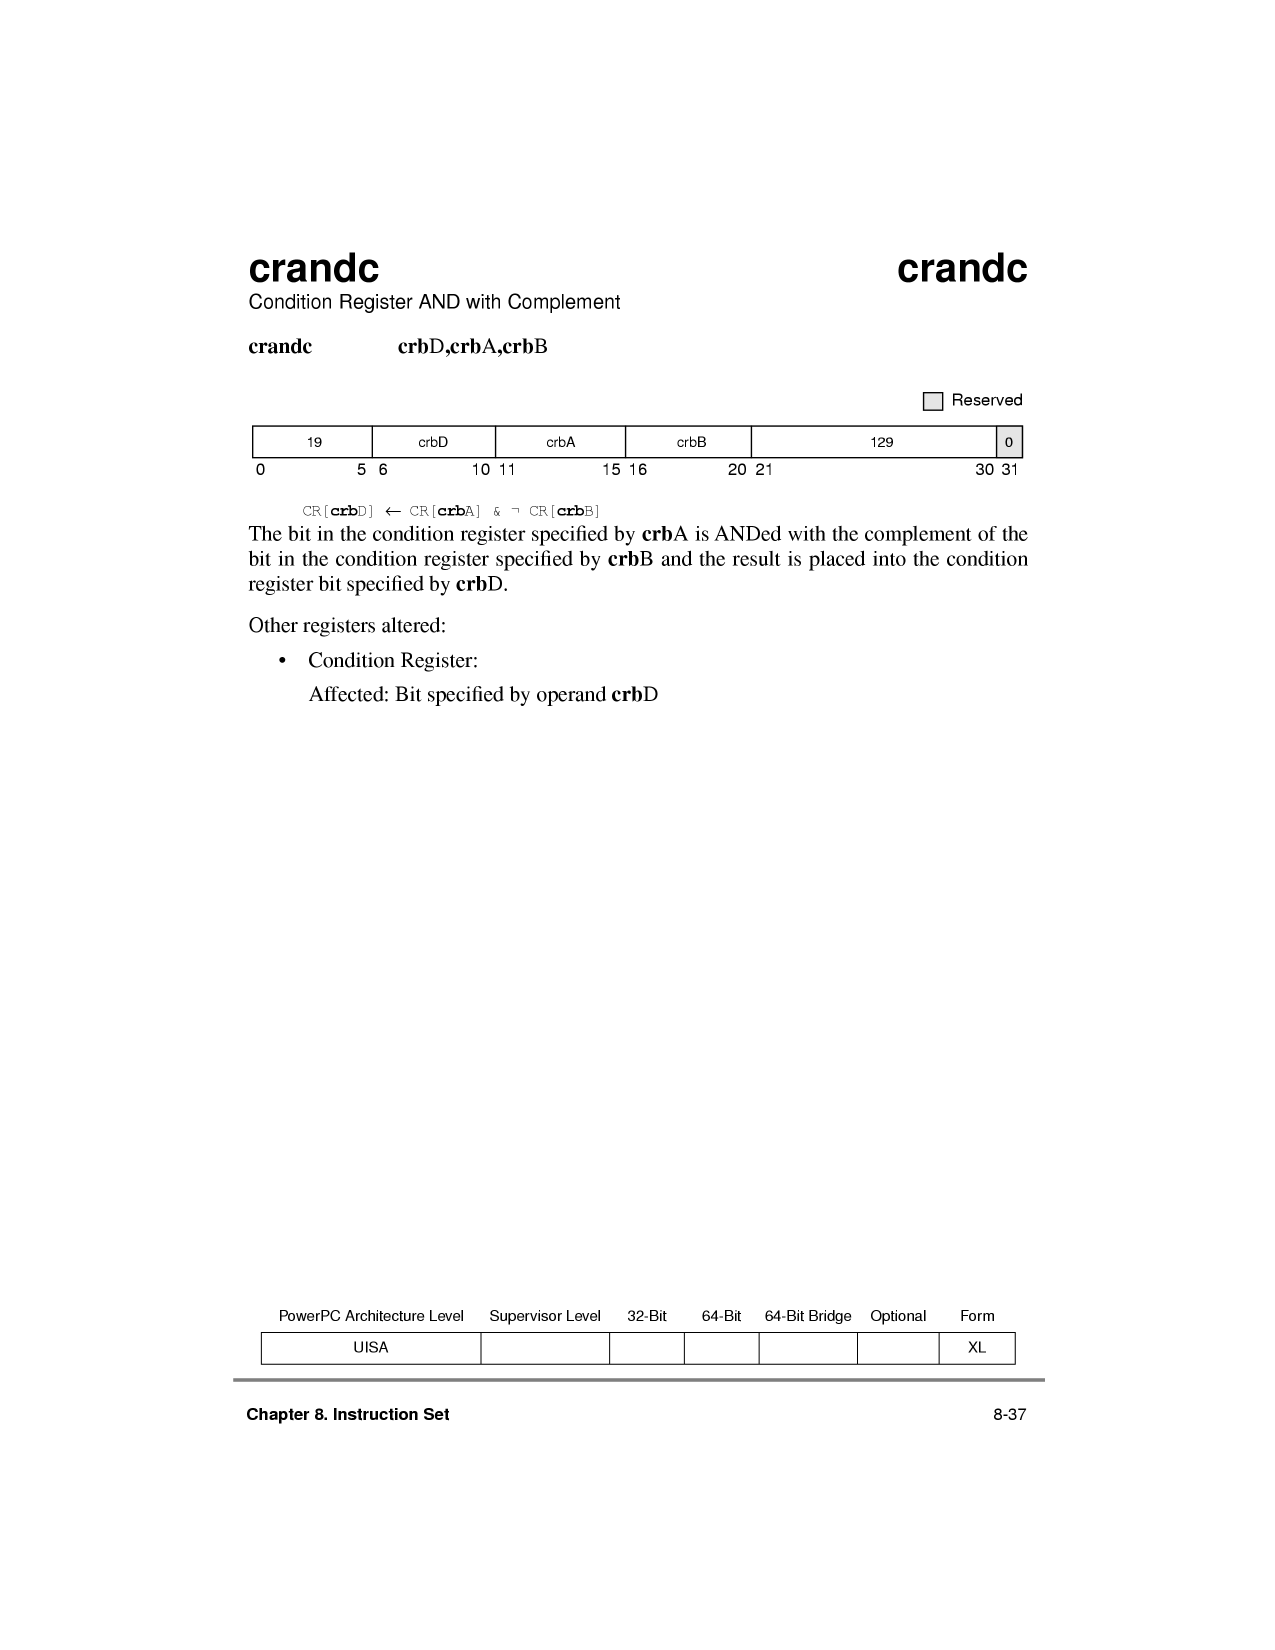 crandc crandc
Condition Register AND with Complement
crandc crbD,crbA,crbB
Reserved
19 crbD crbA crbB 129 0
0 5 6 10 11 15 16 20 21 30 31
CR[crbD] ← CR[crbA] & ¬ CR[crbB]
The bit in the condition register specified by crbA is ANDed with the complement of the
bit in the condition register specified by crbB and the result is placed into the condition
register bit specified by crbD.
Other registers altered:
• Condition Register:
Affected: Bit specified by operand crbD
PowerPC Architecture Level Supervisor Level 32-Bit 64-Bit 64-Bit Bridge Optional Form
UISA XL
Chapter 8. Instruction Set 8-37